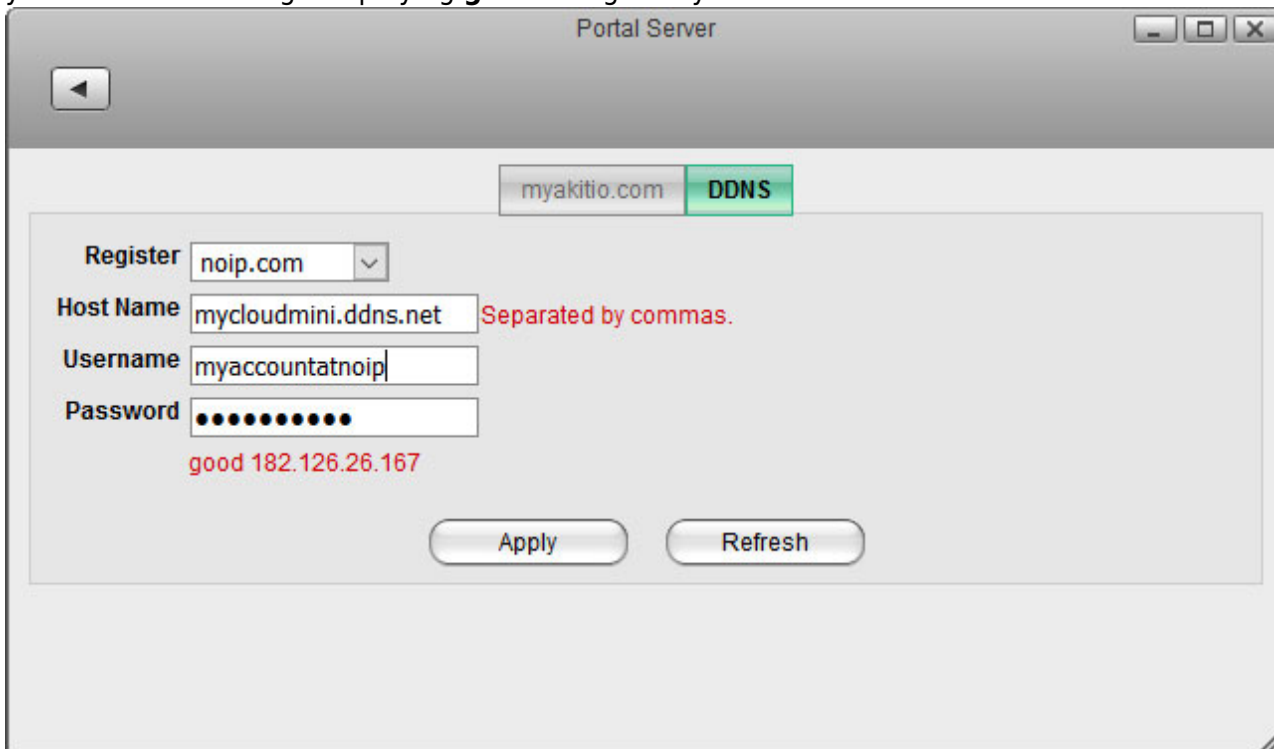 Portal Server
myakitio.com DDNS
Register noip.com
Host Name mycloudmini.ddns.net Separated by commas.
Username myaccountatnoip
Password ●●●●●●●●●●
good 182.126.26.167
Apply Refresh